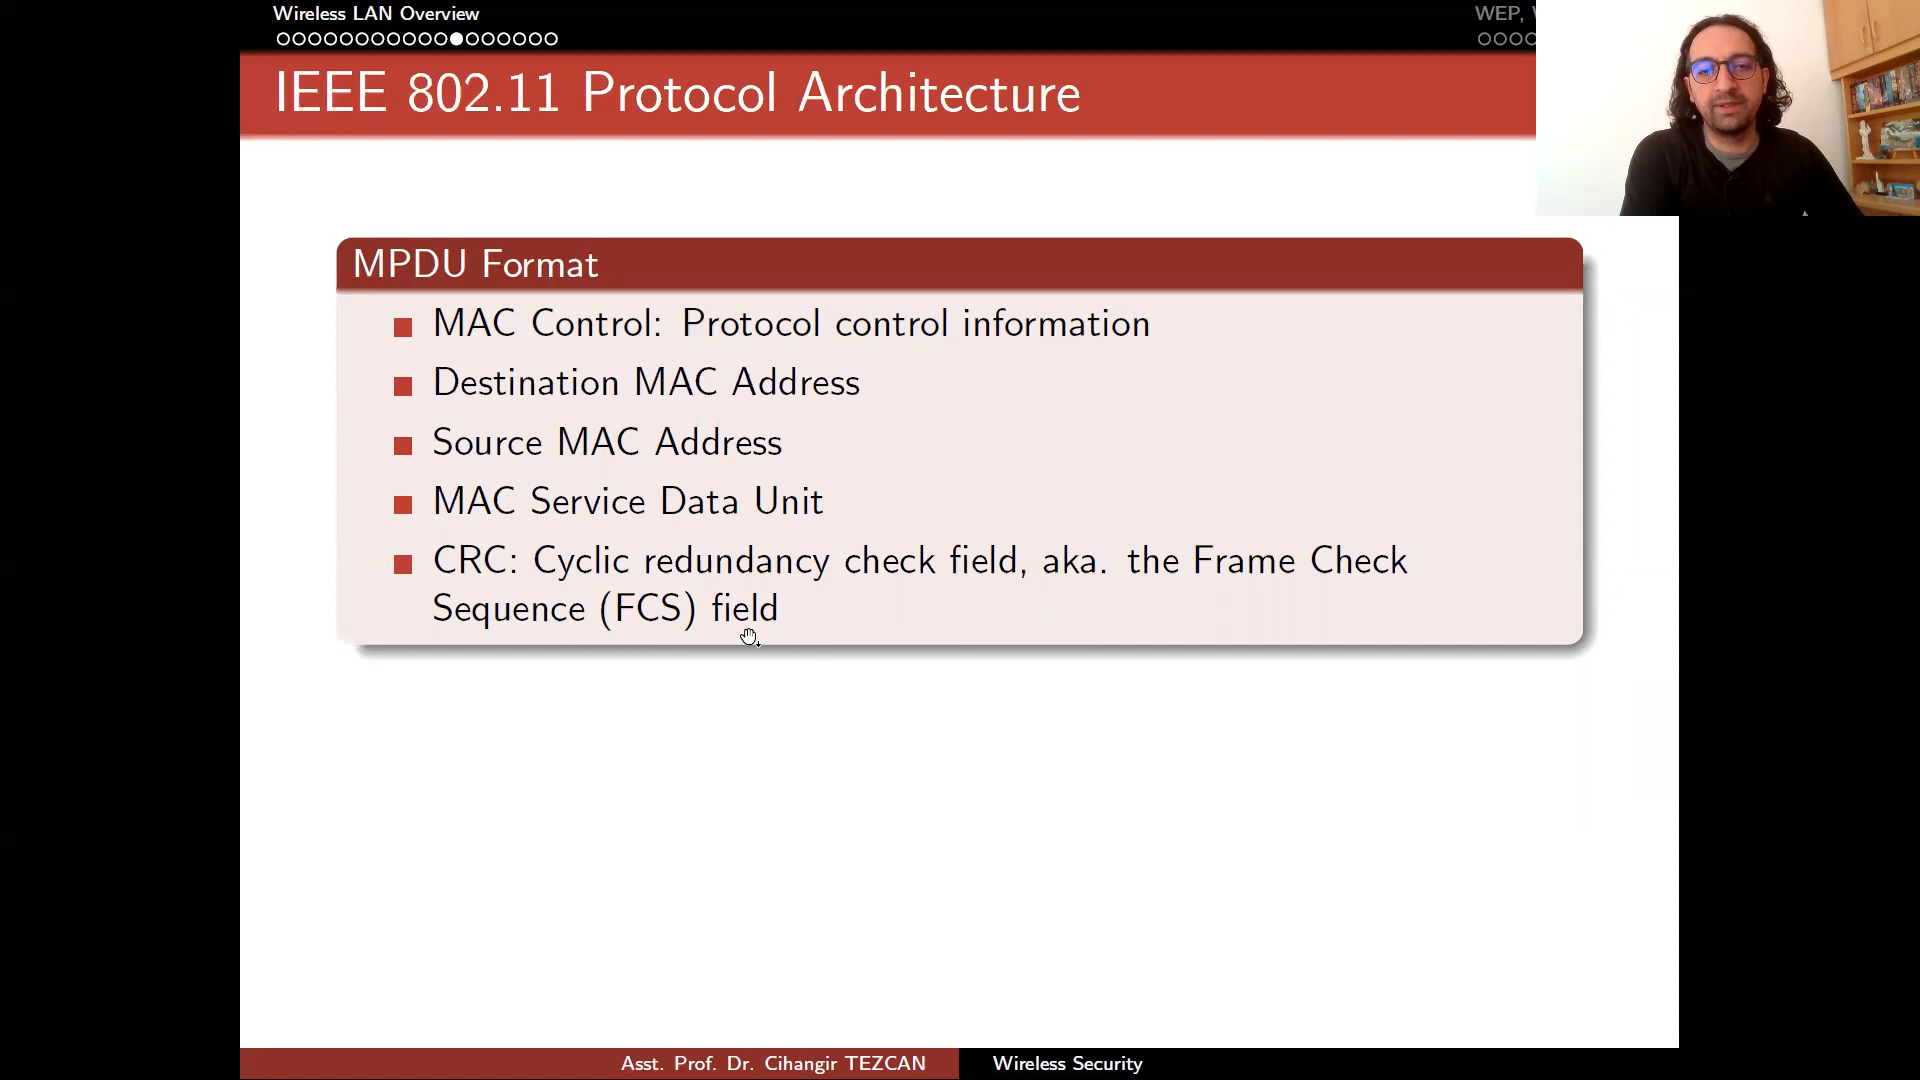 Wireless LAN Overview
WEP,
IEEE 802.11 Protocol Architecture
MPDU Format
MAC Control: Protocol control information
Destination MAC Address
Source MAC Address
MAC Service Data Unit
CRC: Cyclic redundancy check field, aka. the Frame Check
Sequence (FCS) field
Asst. Prof. Dr. Cihangir TEZCAN
Wireless Security